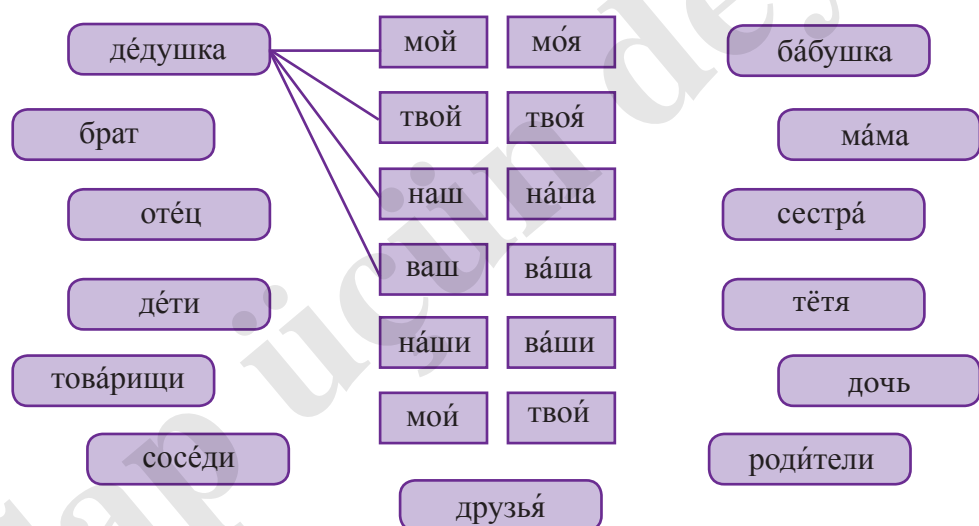 де́душка
мой
мо́я
ба́бушка
брат
твой
твоя́
ма́ма
оте́ц
наш
на́ша
сестра́
де́ти
ваш
ва́ша
тётя
това́рищи
на́ши
ва́ши
дочь
сосе́ди
мои́
твои́
роди́тели
друзья́
üçün